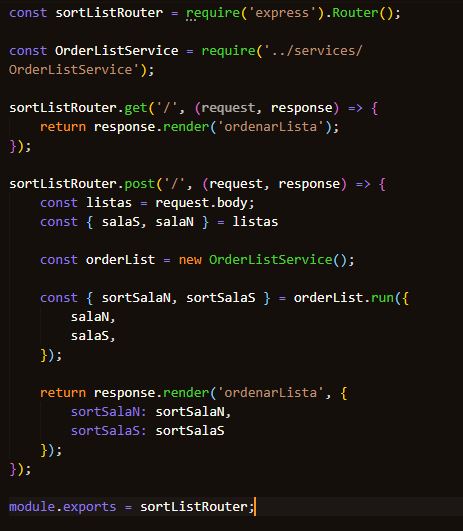 const sortListRouter = require('express').Router();
const OrderListService = require('../services/
OrderListService');
sortListRouter.get('/', (request, response) => {
    return response.render('ordenarLista');
});
sortListRouter.post('/', (request, response) => {
    const listas = request.body;
    const { salaS, salaN } = listas
    const orderList = new OrderListService();
    const { sortSalaN, sortSalaS } = orderList.run({
        salaN,
        salaS,
    });
    return response.render('ordenarLista', {
        sortSalaN: sortSalaN,
        sortSalaS: sortSalaS
    });
});
module.exports = sortListRouter;